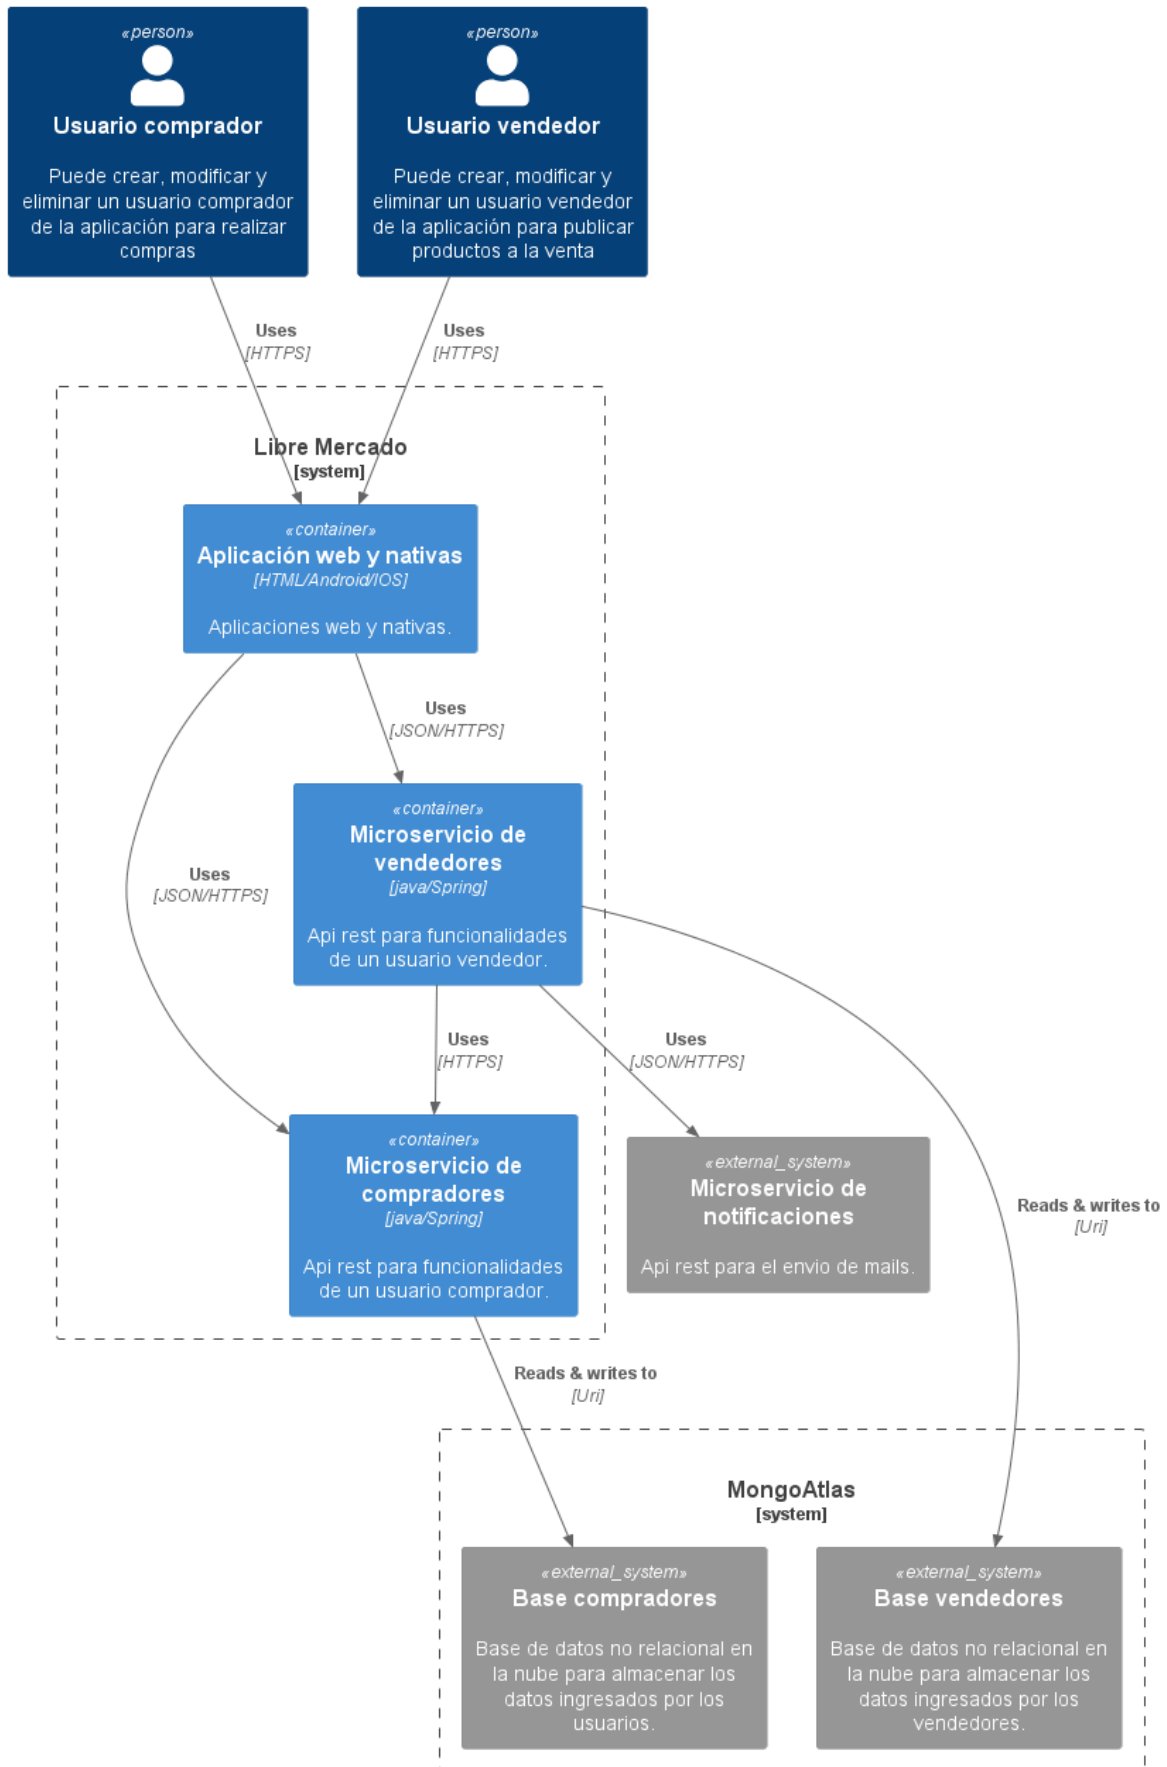 «person»
Usuario comprador
Puede crear, modificar y
eliminar un usuario comprador
de la aplicación para realizar
compras
«person»
Usuario vendedor
Puede crear, modificar y
eliminar un usuario vendedor
de la aplicación para publicar
productos a la venta
Uses
[HTTPS]
Uses
[HTTPS]
Libre Mercado
[system]
«container»
Aplicación web y nativas
[HTML/Android/IOS]
Aplicaciones web y nativas.
Uses
[JSON/HTTPS]
«container»
Microservicio de
vendedores
[java/Spring]
Api rest para funcionalidades
de un usuario vendedor.
Uses
[JSON/HTTPS]
Uses
[HTTPS]
Uses
[JSON/HTTPS]
«container»
Microservicio de
compradores
[java/Spring]
Api rest para funcionalidades
de un usuario comprador.
«external_system»
Microservicio de
notificaciones
Api rest para el envio de mails.
Reads & writes to
[Uri]
Reads & writes to
[Uri]
MongoAtlas
[system]
«external_system»
Base compradores
Base de datos no relacional en
la nube para almacenar los
datos ingresados por los
usuarios.
«external_system»
Base vendedores
Base de datos no relacional en
la nube para almacenar los
datos ingresados por los
vendedores.